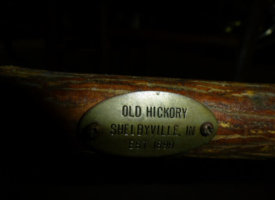 OLD HICKORY
SHELBYVILLE, IN
EST 1899